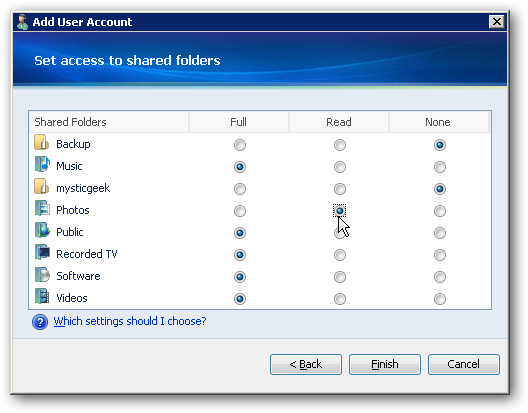 Add User Account
Set access to shared folders
Shared Folders Full Read None
Backup
Music
mysticgeek
Photos
Public
Recorded TV
Software
Videos
? Which settings should I choose?
< Back Finish Cancel